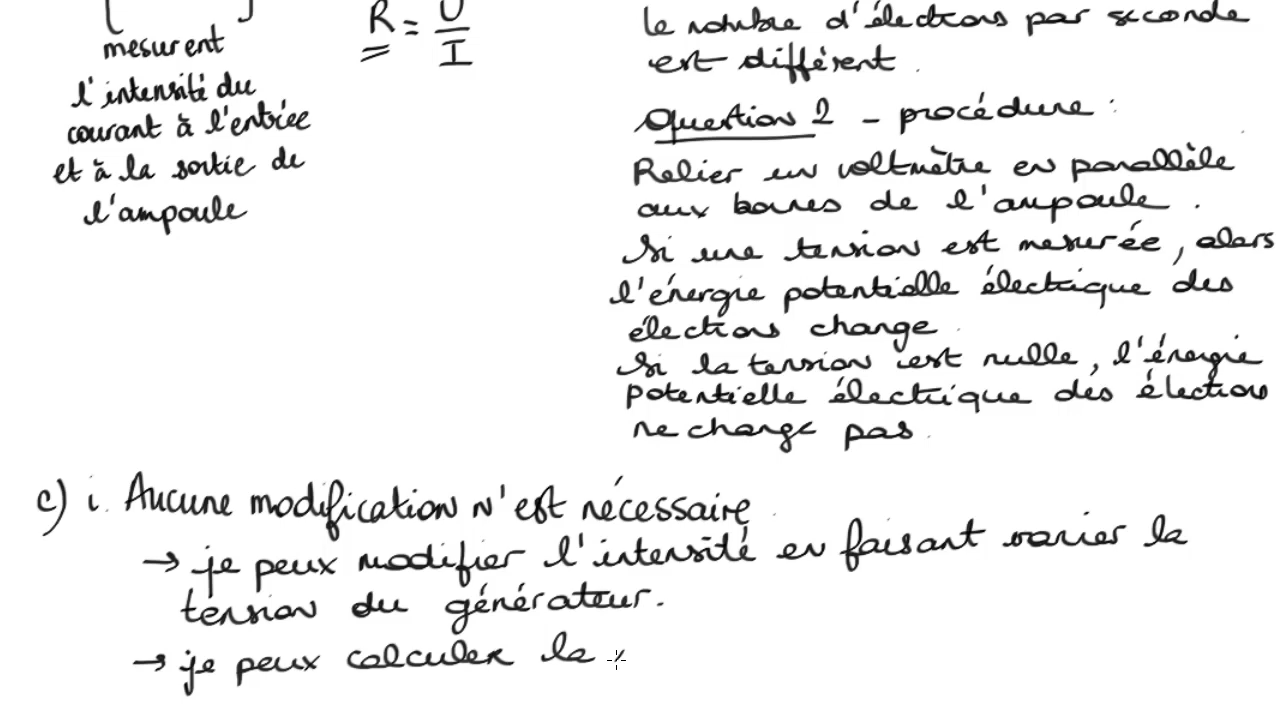 mesurent
l'intensité du
courant à l'entrée
et à la sortie de
l'ampoule
R = U
I
le nombre d'électrons par seconde
est différent.
Question 2 - procédure :
Relier un voltmètre en parallèle
aux bornes de l'ampoule.
Si une tension est mesurée, alors
l'énergie potentielle électrique des
électrons change.
Si la tension est nulle, l'énergie
potentielle électrique des électrons
ne change pas.
c) i. Aucune modification n'est nécessaire.
→ je peux modifier l'intensité en faisant varier la
tension du générateur.
→ je peux calculer la